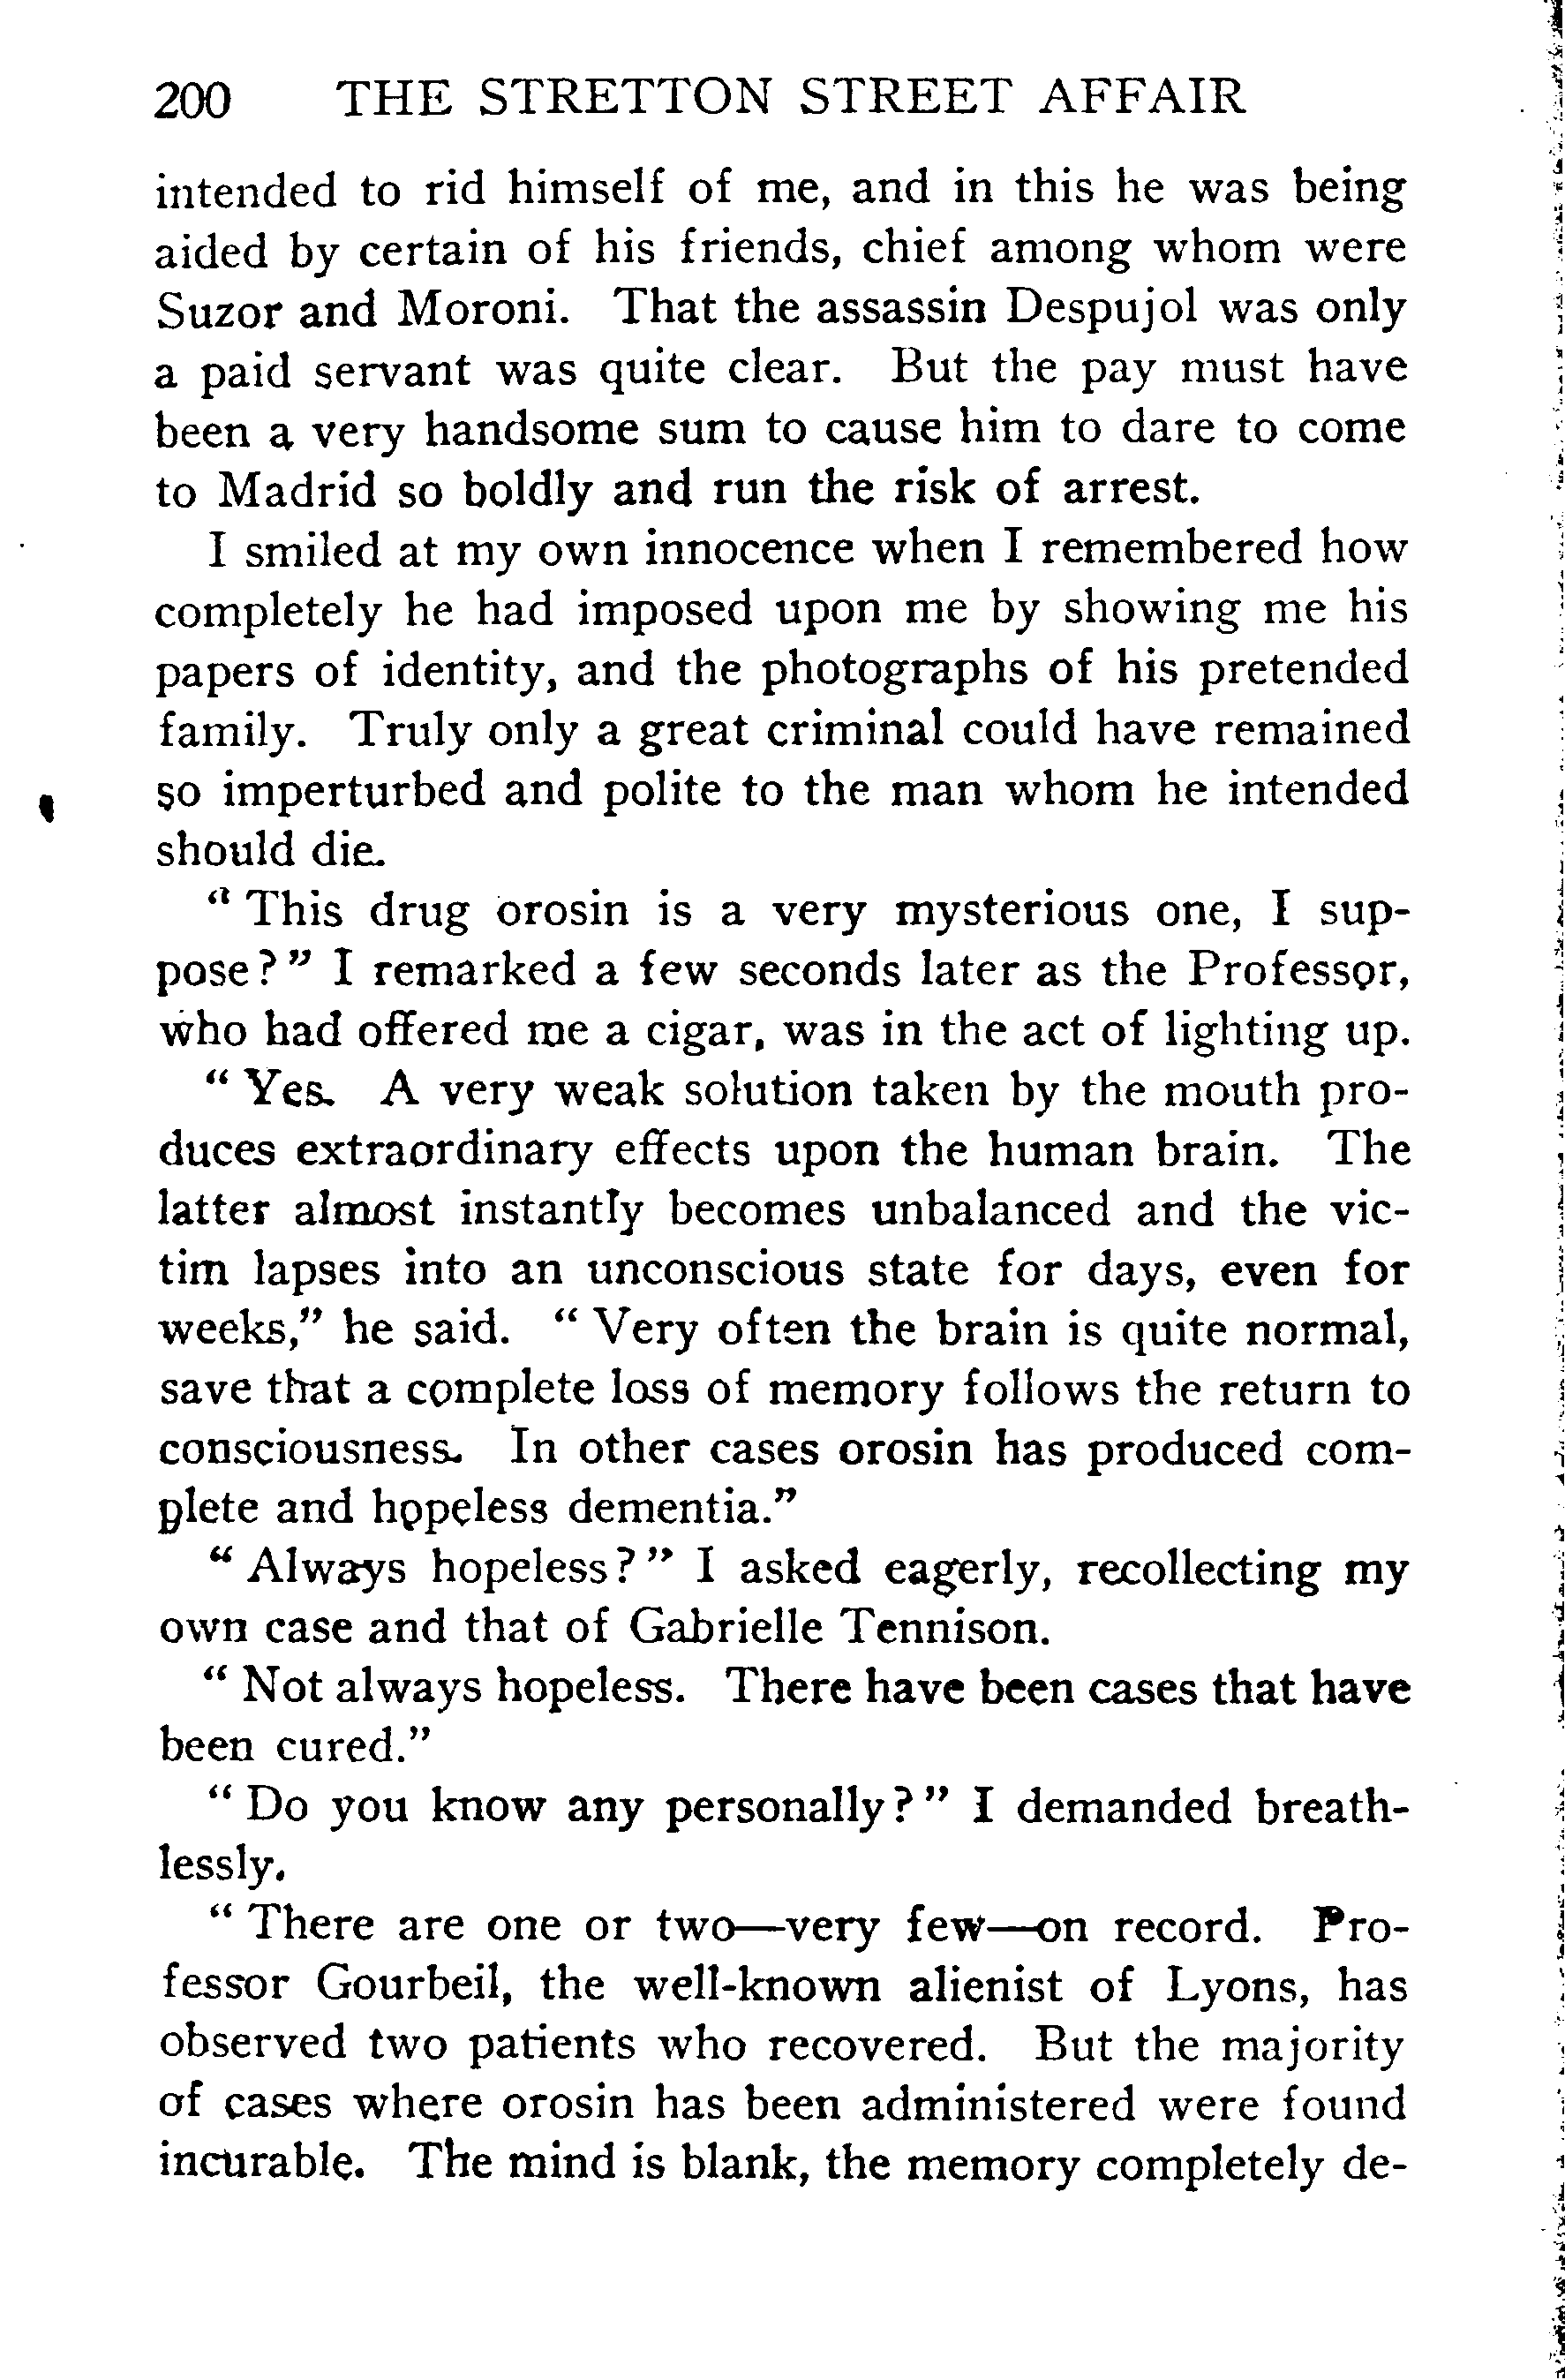 200 THE STRETTON STREET AFFAIR
intended to rid himself of me, and in this he was being
aided by certain of his friends, chief among whom were
Suzor and Moroni. That the assassin Despujol was only
a paid servant was quite clear. But the pay must have
been a very handsome sum to cause him to dare to come
to Madrid so boldly and run the risk of arrest.
I smiled at my own innocence when I remembered how
completely he had imposed upon me by showing me his
papers of identity, and the photographs of his pretended
family. Truly only a great criminal could have remained
so imperturbed and polite to the man whom he intended
should die.
" This drug orosin is a very mysterious one, I sup-
pose?" I remarked a few seconds later as the Professor,
who had offered me a cigar, was in the act of lighting up.
" Yes. A very weak solution taken by the mouth pro-
duces extraordinary effects upon the human brain. The
latter almost instantly becomes unbalanced and the vic-
tim lapses into an unconscious state for days, even for
weeks," he said. " Very often the brain is quite normal,
save that a complete loss of memory follows the return to
consciousness. In other cases orosin has produced com-
plete and hopeless dementia."
" Always hopeless?" I asked eagerly, recollecting my
own case and that of Gabrielle Tennison.
" Not always hopeless. There have been cases that have
been cured."
" Do you know any personally?" I demanded breath-
lessly.
" There are one or two—very few—on record. Pro-
fessor Gourbeil, the well-known alienist of Lyons, has
observed two patients who recovered. But the majority
of cases where orosin has been administered were found
incurable. The mind is blank, the memory completely de-